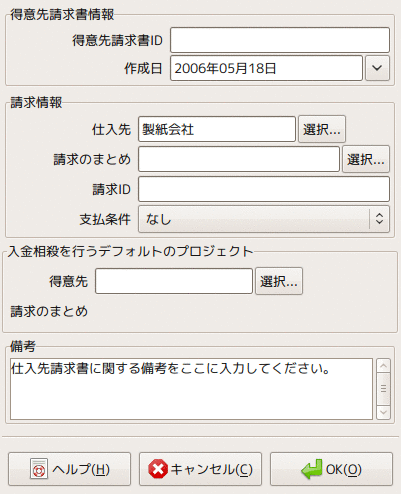 得意先請求書情報
得意先請求書ID
作成日 2006年05月18日
請求情報
仕入先 製紙会社 選択...
請求のまとめ 選択...
請求ID
支払条件 なし
入金相殺を行うデフォルトのプロジェクト
得意先 選択...
請求のまとめ
備考
仕入先請求書に関する備考をここに入力してください。
ヘルプ(H) キャンセル(C) OK(O)